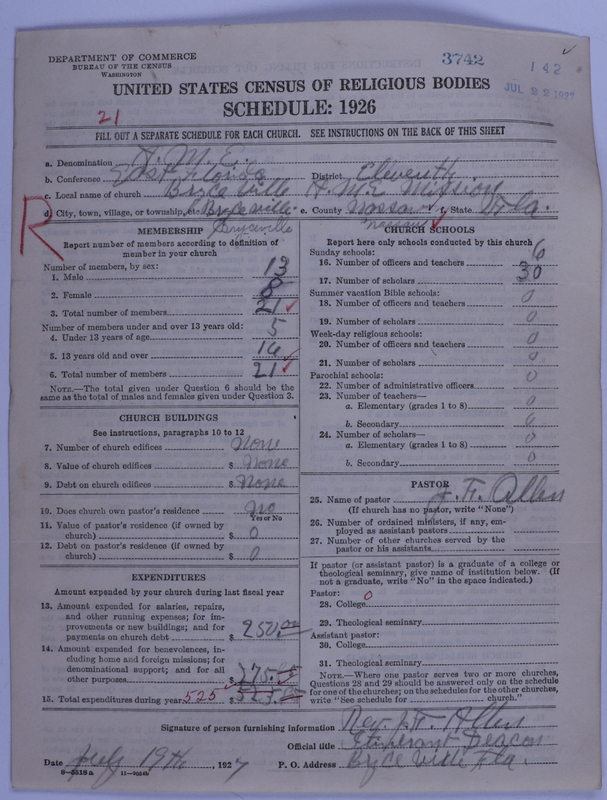 DEPARTMENT OF COMMERCE
BUREAU OF THE CENSUS
WASHINGTON
3742
142
JUL 22 1927
UNITED STATES CENSUS OF RELIGIOUS BODIES
SCHEDULE: 1926
21
FILL OUT A SEPARATE SCHEDULE FOR EACH CHURCH. SEE INSTRUCTIONS ON THE BACK OF THIS SHEET
a. Denomination A.M.E.
b. Conference East Florida District Eleventh
c. Local name of church Bryceville A.M.E. Mission
d. City, town, village, or township, etc. Bryceville e. County Nassau f. State Fla.
R
Bryceville Nassau
MEMBERSHIP
Report number of members according to definition of member in your church
Number of members, by sex:
1. Male 13
2. Female 8
3. Total number of members 21
Number of members under and over 13 years old:
4. Under 13 years of age 5
5. 13 years old and over 16
6. Total number of members 21
NOTE.—The total given under Question 6 should be the same as the total of males and females given under Question 3.
CHURCH BUILDINGS
See instructions, paragraphs 10 to 12
7. Number of church edifices None
8. Value of church edifices $ None
9. Debt on church edifices $ None
10. Does church own pastor's residence No
Yes or No
11. Value of pastor's residence (if owned by church) $ 0
12. Debt on pastor's residence (if owned by church) $ 0
EXPENDITURES
Amount expended by your church during last fiscal year
13. Amount expended for salaries, repairs, and other running expenses; for improvements or new buildings; and for payments on church debt $ 250.00
14. Amount expended for benevolences, including home and foreign missions; for denominational support; and for all other purposes $ 275.
15. Total expenditures during year 525 $ 525.
CHURCH SCHOOLS
Report here only schools conducted by this church
Sunday schools:
16. Number of officers and teachers 6
17. Number of scholars 30
Summer vacation Bible schools:
18. Number of officers and teachers 0
19. Number of scholars 0
Week-day religious schools:
20. Number of officers and teachers 0
21. Number of scholars 0
Parochial schools:
22. Number of administrative officers 0
23. Number of teachers—
a. Elementary (grades 1 to 8) 0
b. Secondary 0
24. Number of scholars—
a. Elementary (grades 1 to 8) 0
b. Secondary 0
PASTOR
25. Name of pastor J. F. Allen
(If church has no pastor, write "None")
26. Number of ordained ministers, if any, employed as assistant pastors
27. Number of other churches served by the pastor or his assistants
If pastor (or assistant pastor) is a graduate of a college or theological seminary, give name of institution below. (If not a graduate, write "No" in the space indicated.)
Pastor: 0
28. College
29. Theological seminary
Assistant pastor:
30. College
31. Theological seminary
NOTE.—Where one pastor serves two or more churches, Questions 28 and 29 should be answered only on the schedule for one of the churches; on the schedules for the other churches, write "See schedule for ______ church."
Signature of person furnishing information Rev. J. F. Allen
Official title Itinerant Deacon
Date July 19th, 1927 P. O. Address Bryceville Fla.
6—5518a 11—9054b